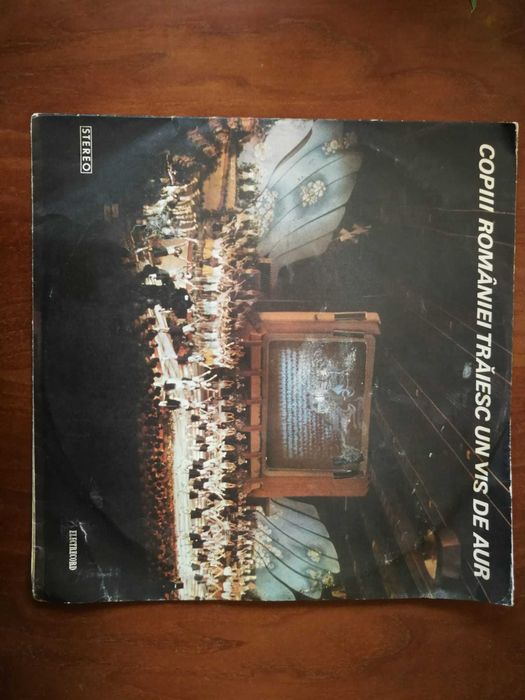 COPIII ROMÂNIEI TRĂIESC UN VIS DE AUR
STEREO
ELECTRECORD